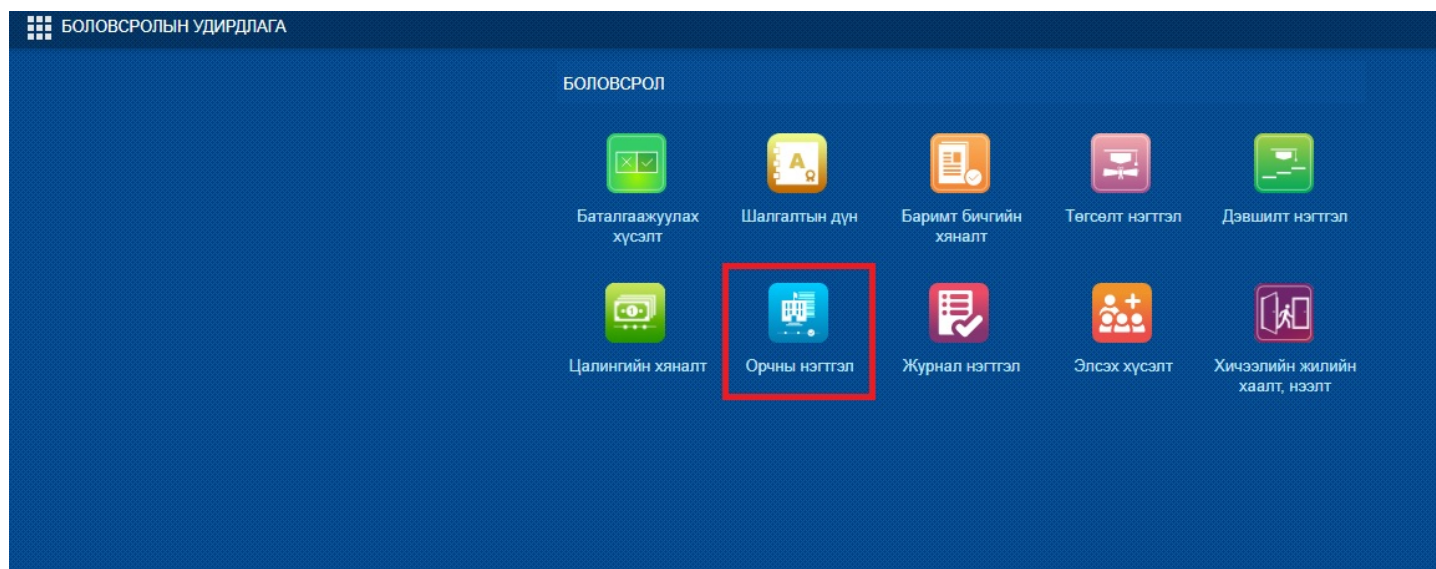 БОЛОВСРОЛЫН УДИРДЛАГА
БОЛОВСРОЛ
Баталгаажуулах
хүсэлт
Шалгалтын дүн
Баримт бичгийн
хяналт
Төгсөлт нэгтгэл
Дэвшилт нэгтгэл
Цалингийн хяналт
Орчны нэгтгэл
Журнал нэгтгэл
Элсэх хүсэлт
Хичээлийн жилийн
хаалт, нээлт